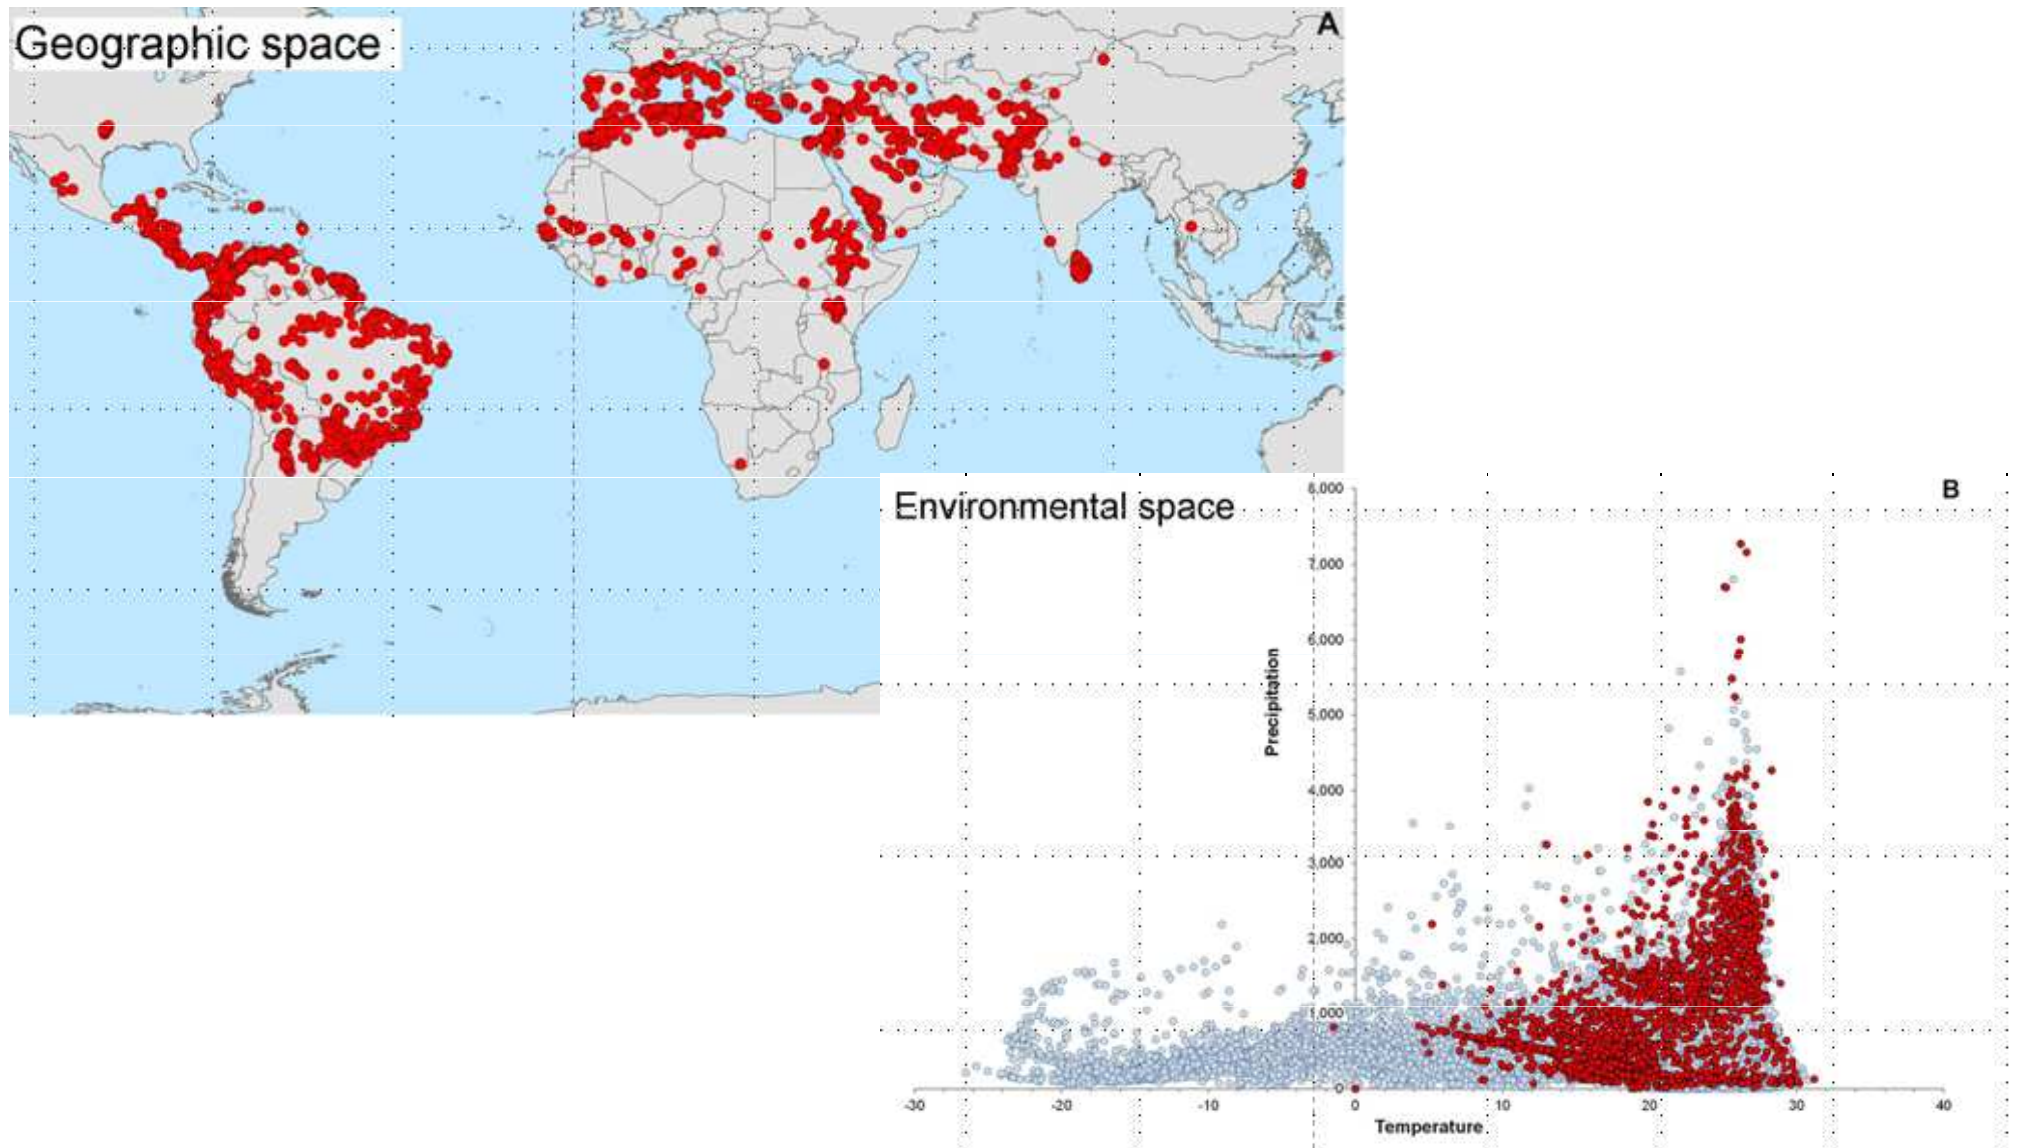 Geographic space
A
Environmental space
B
8,000
7,000
6,000
5,000
4,000
3,000
2,000
1,000
0
Precipitation
-30
-20
-10
0
10
20
30
40
Temperature